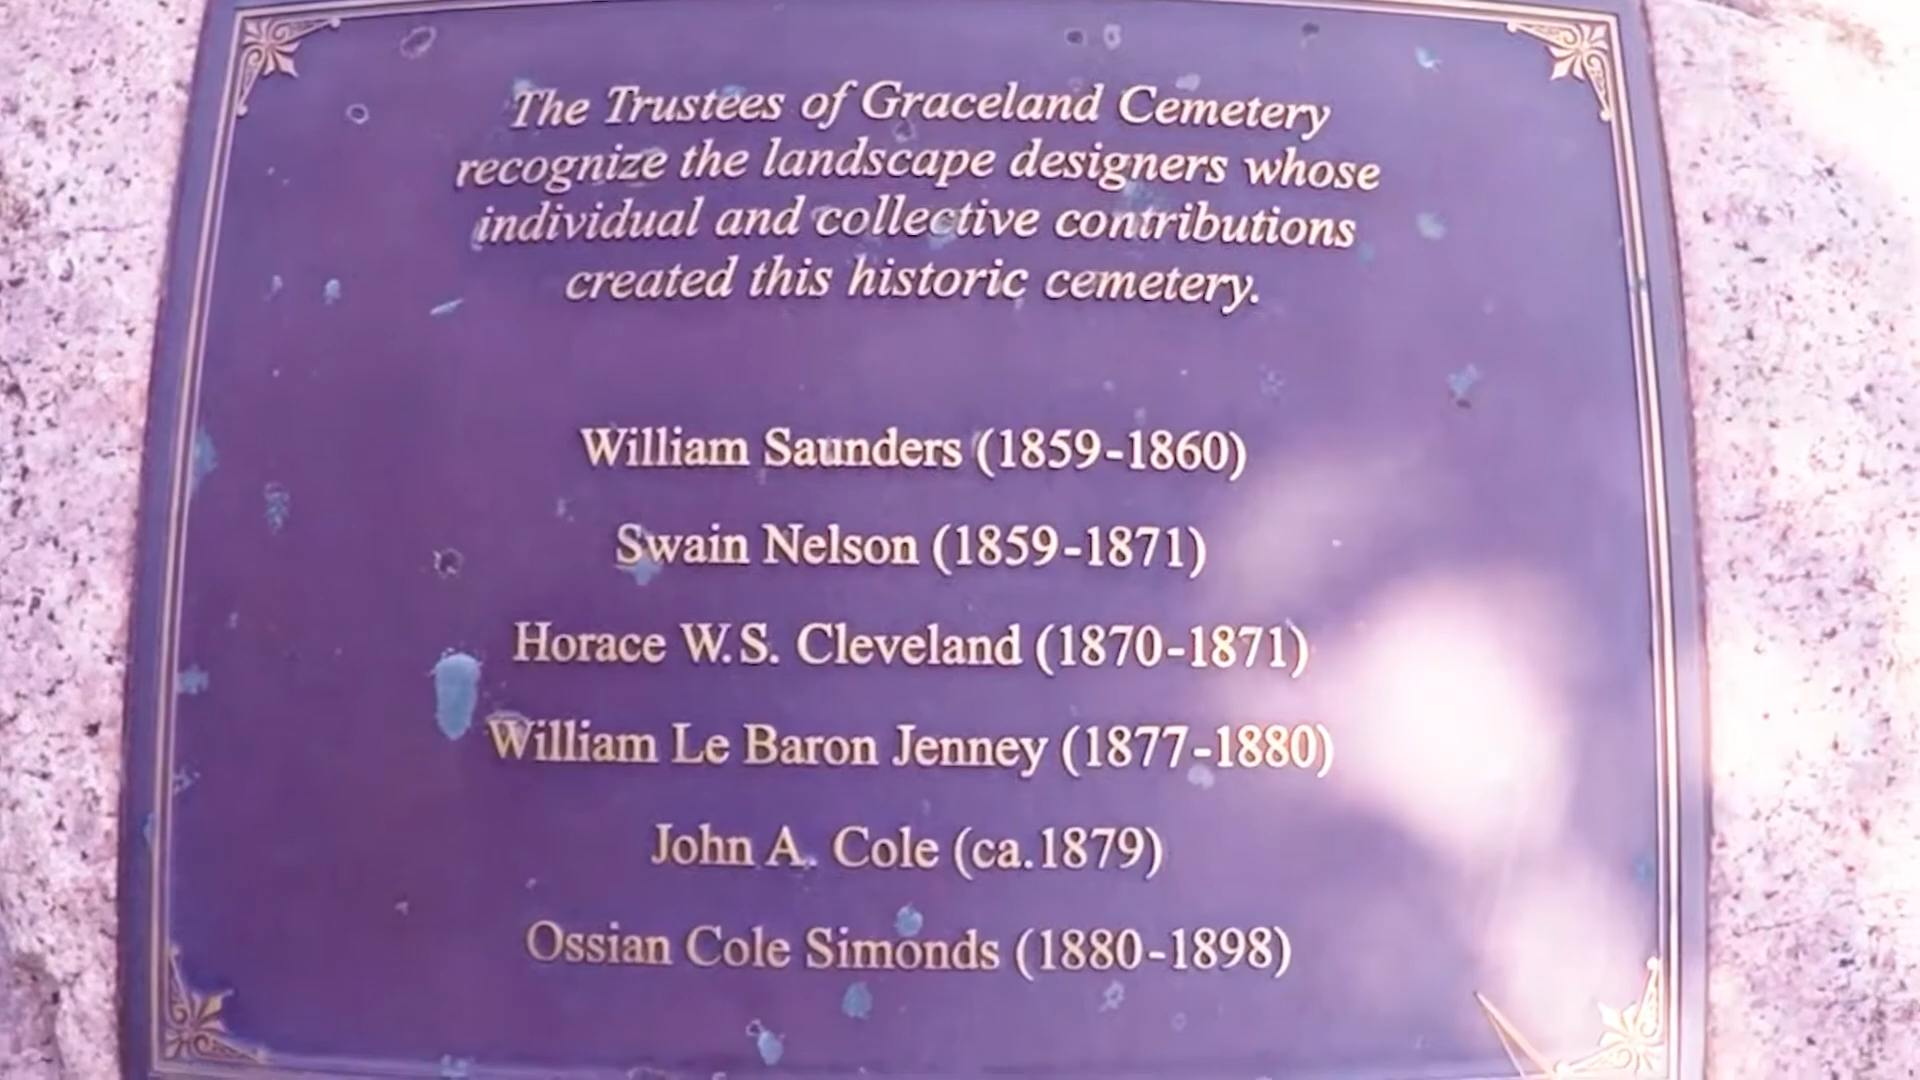 The Trustees of Graceland Cemetery
recognize the landscape designers whose
individual and collective contributions
created this historic cemetery.
William Saunders (1859-1860)
Swain Nelson (1859-1871)
Horace W.S. Cleveland (1870-1871)
William Le Baron Jenney (1877-1880)
John A. Cole (ca.1879)
Ossian Cole Simonds (1880-1898)